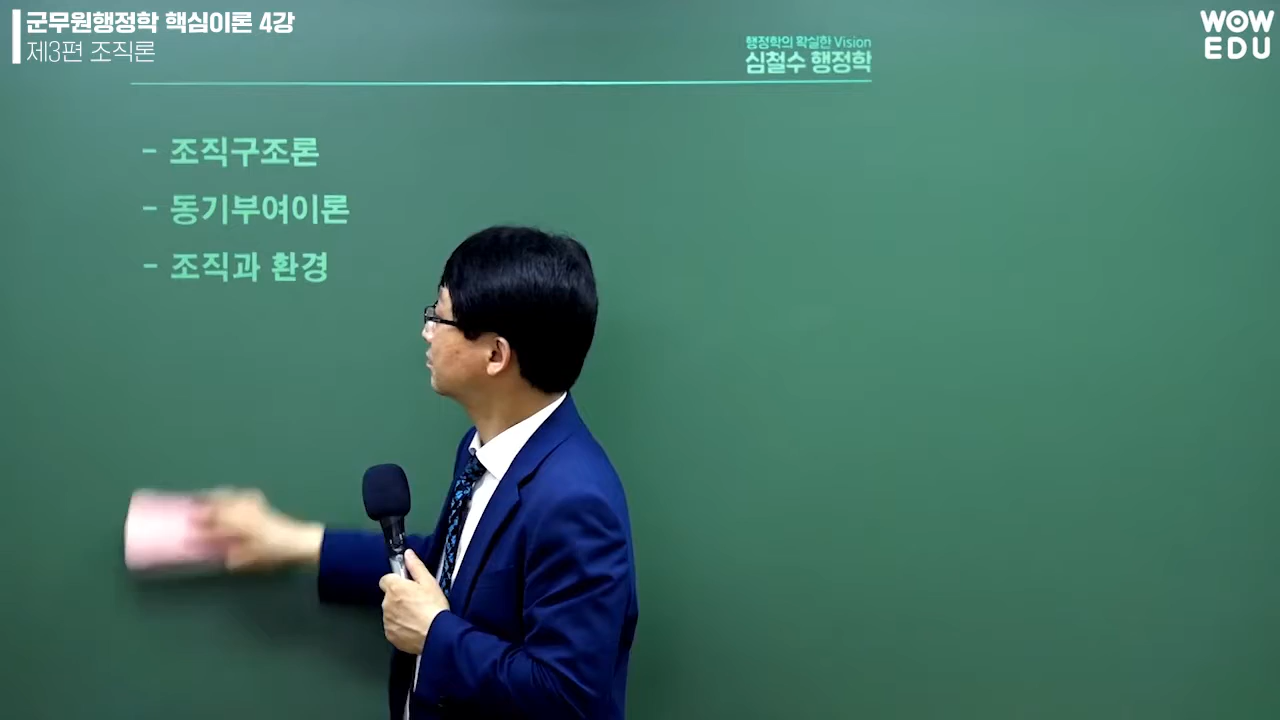 군무원행정학 핵심이론 4강
제3편 조직론
행정학의 확실한 Vision
심철수 행정학
WOW
EDU
- 조직구조론
- 동기부여이론
- 조직과 환경